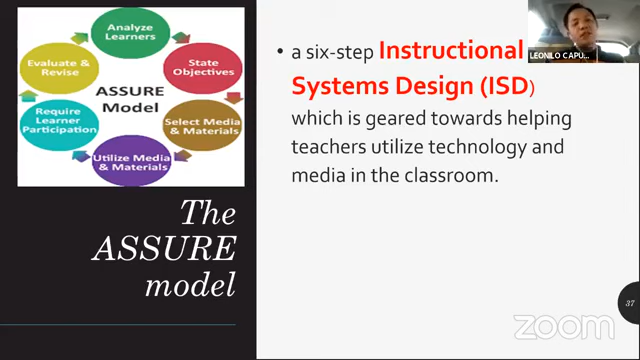 Analyze
Learners
State
Objectives
Select Media
& Materials
Utilize Media
& Materials
Require
Learner
Participation
Evaluate &
Revise
ASSURE
Model
The
ASSURE
model
• a six-step Instructional
Systems Design (ISD)
which is geared towards helping
teachers utilize technology and
media in the classroom.
LEONILO CAPU...
37
zoom